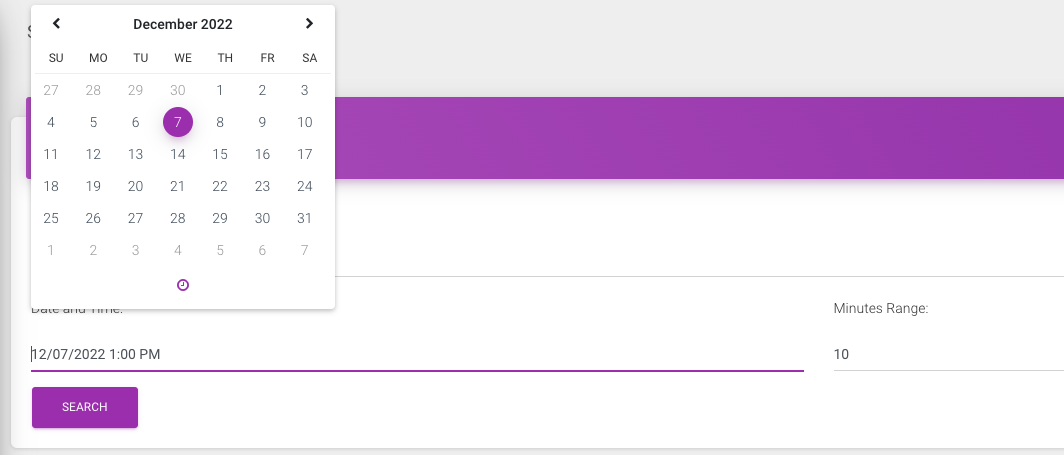 December 2022
SU MO TU WE TH FR SA
27 28 29 30 1 2 3
4 5 6 7 8 9 10
11 12 13 14 15 16 17
18 19 20 21 22 23 24
25 26 27 28 29 30 31
1 2 3 4 5 6 7
Date and Time:
12/07/2022 1:00 PM
Minutes Range:
10
SEARCH